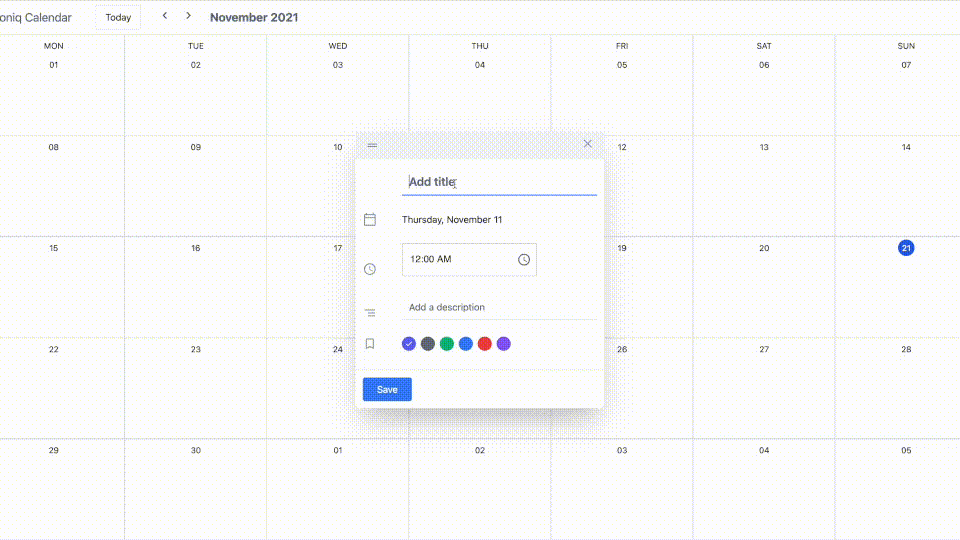 oniq Calendar Today November 2021
MON TUE WED THU FRI SAT SUN
01 02 03 04 05 06 07
08 09 10 12 13 14
Add title
15 16 17 19 20 21
Thursday, November 11
12:00 AM
Add a description
22 23 24 26 27 28
Save
29 30 01 02 03 04 05